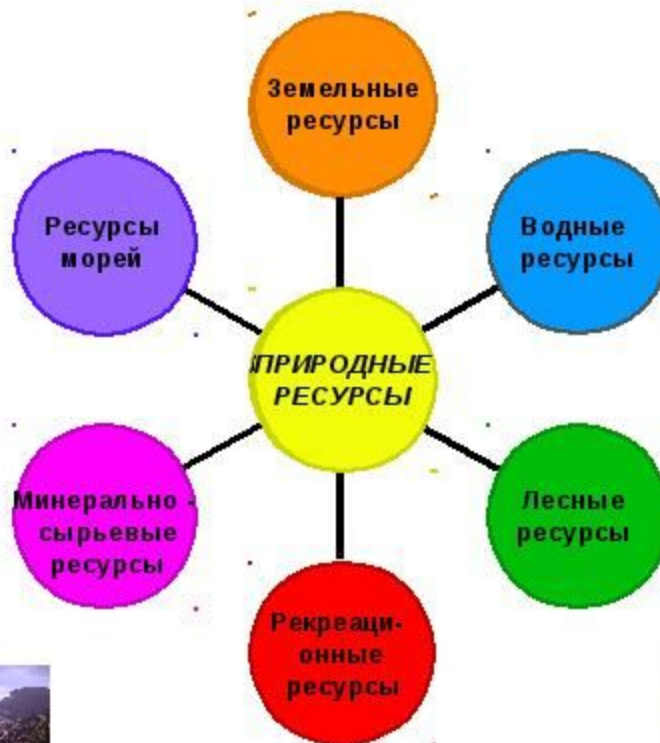 Земельные
ресурсы
Ресурсы
морей
Водные
ресурсы
ПРИРОДНЫЕ
РЕСУРСЫ
Минерально -
сырьевые
ресурсы
Лесные
ресурсы
Рекреаци-
онные
ресурсы